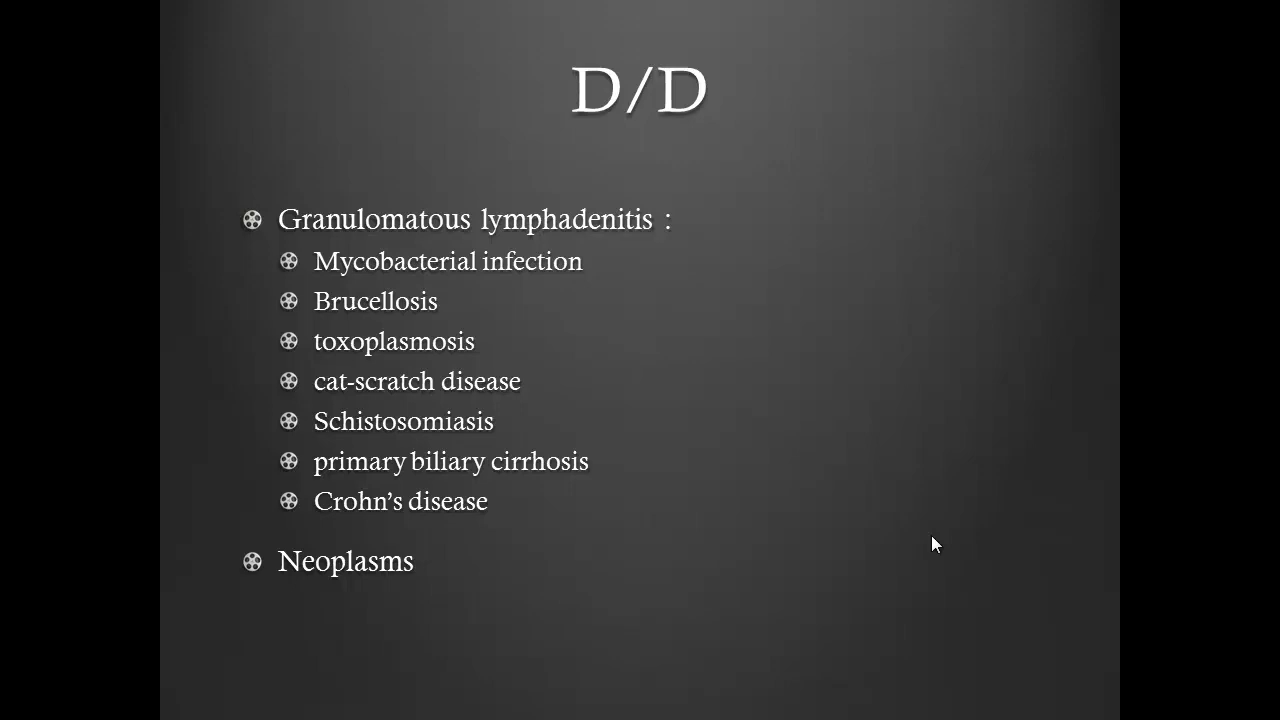 D/D
Granulomatous lymphadenitis :
Mycobacterial infection
Brucellosis
toxoplasmosis
cat-scratch disease
Schistosomiasis
primary biliary cirrhosis
Crohn’s disease
Neoplasms